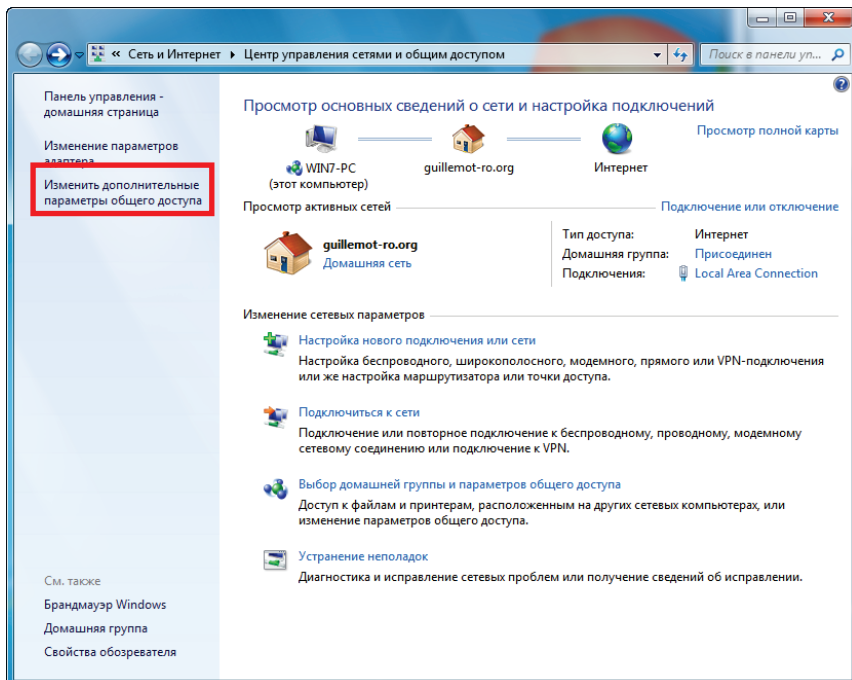 « Сеть и Интернет ▸ Центр управления сетями и общим доступом
Поиск в панели уп...
Панель управления -
домашняя страница
Изменение параметров
адаптера
Изменить дополнительные
параметры общего доступа
См. также
Брандмауэр Windows
Домашняя группа
Свойства обозревателя
Просмотр основных сведений о сети и настройка подключений
Просмотр полной карты
WIN7-PC
(этот компьютер)
guillemot-ro.org
Интернет
Просмотр активных сетей
Подключение или отключение
guillemot-ro.org
Домашняя сеть
Тип доступа: Интернет
Домашняя группа: Присоединен
Подключения: Local Area Connection
Изменение сетевых параметров
Настройка нового подключения или сети
Настройка беспроводного, широкополосного, модемного, прямого или VPN-подключения
или же настройка маршрутизатора или точки доступа.
Подключиться к сети
Подключение или повторное подключение к беспроводному, проводному, модемному
сетевому соединению или подключение к VPN.
Выбор домашней группы и параметров общего доступа
Доступ к файлам и принтерам, расположенным на других сетевых компьютерах, или
изменение параметров общего доступа.
Устранение неполадок
Диагностика и исправление сетевых проблем или получение сведений об исправлении.